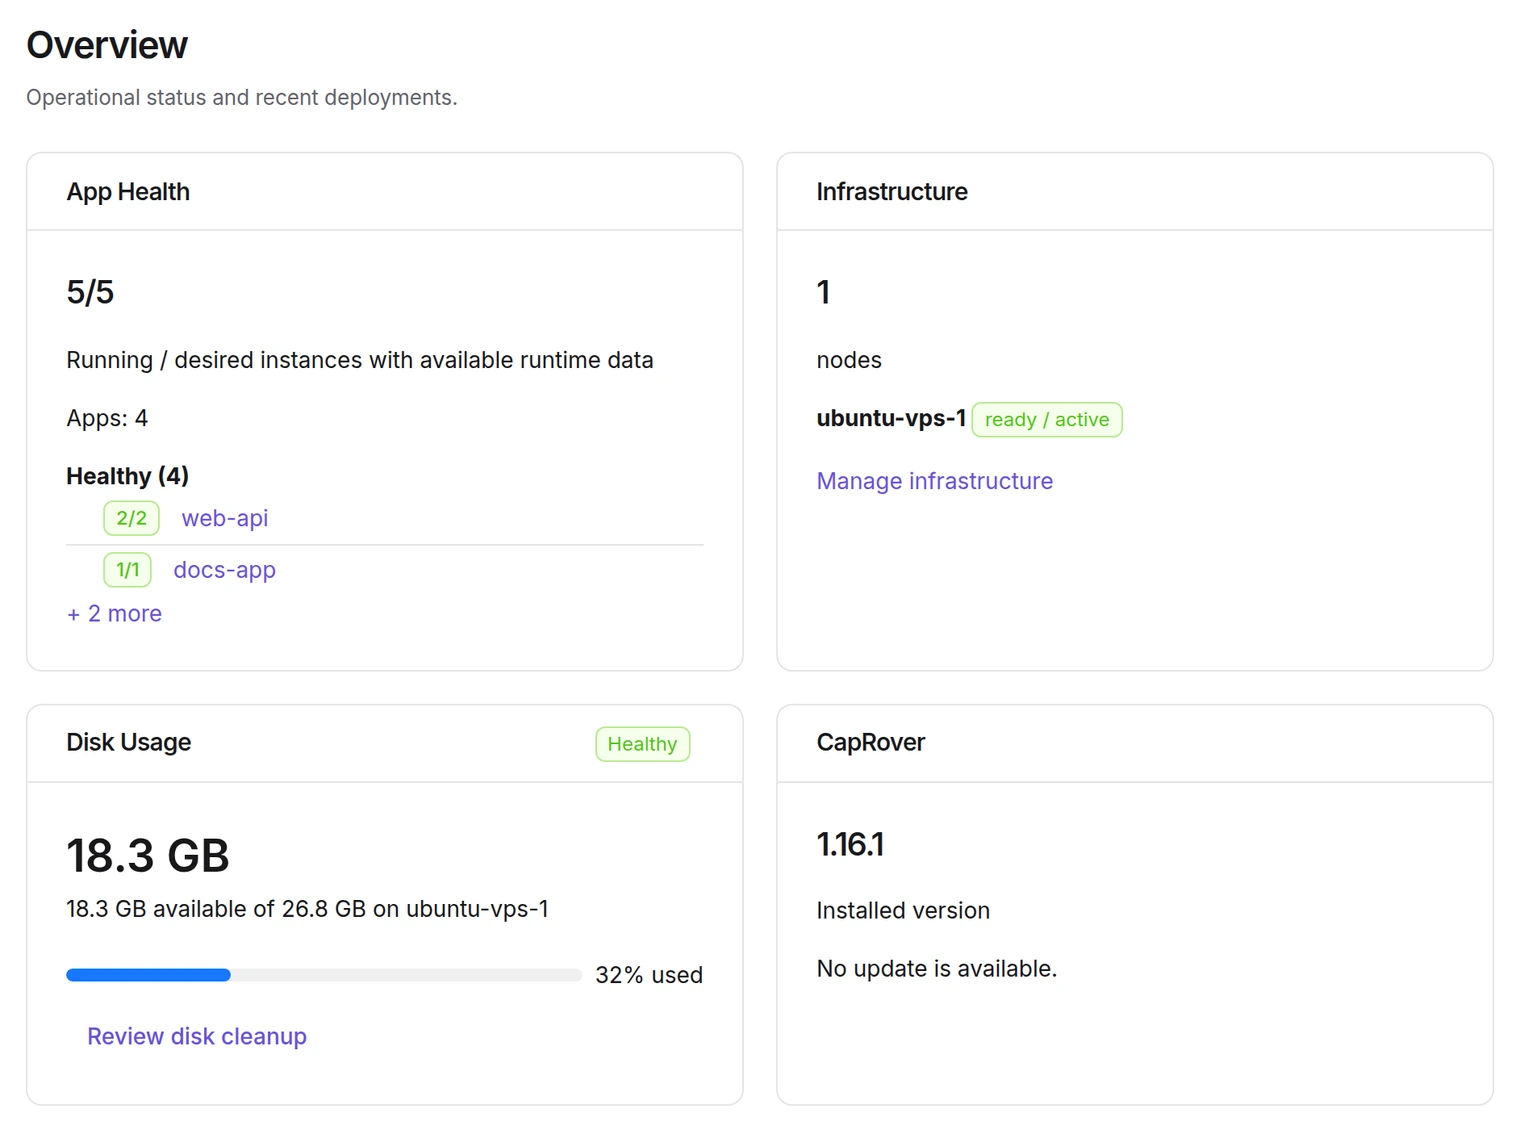 Overview
Operational status and recent deployments.
App Health
5/5
Running / desired instances with available runtime data
Apps: 4
Healthy (4)
2/2 web-api
1/1 docs-app
+ 2 more
Infrastructure
1
nodes
ubuntu-vps-1 ready / active
Manage infrastructure
Disk Usage Healthy
18.3 GB
18.3 GB available of 26.8 GB on ubuntu-vps-1
32% used
Review disk cleanup
CapRover
1.16.1
Installed version
No update is available.